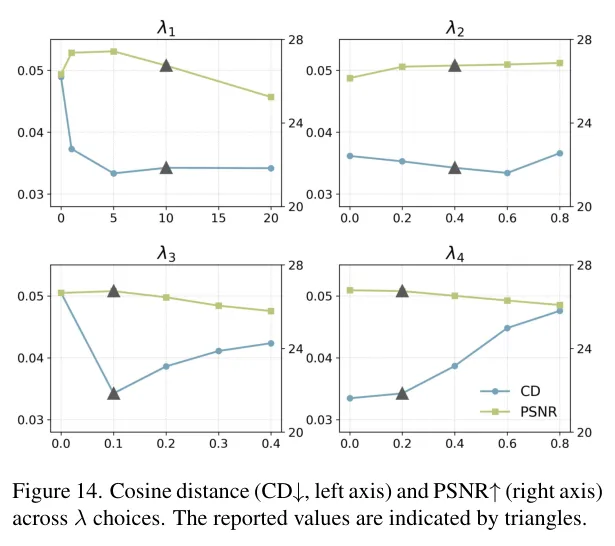 λ1
0.05
0.04
0.03
28
24
20
0 5 10 15 20
λ2
0.05
0.04
0.03
28
24
20
0.0 0.2 0.4 0.6 0.8
λ3
0.05
0.04
0.03
28
24
20
0.0 0.1 0.2 0.3 0.4
λ4
0.05
0.04
0.03
28
24
20
0.0 0.2 0.4 0.6 0.8
CD
PSNR
Figure 14. Cosine distance (CD↓, left axis) and PSNR↑ (right axis)
across λ choices. The reported values are indicated by triangles.